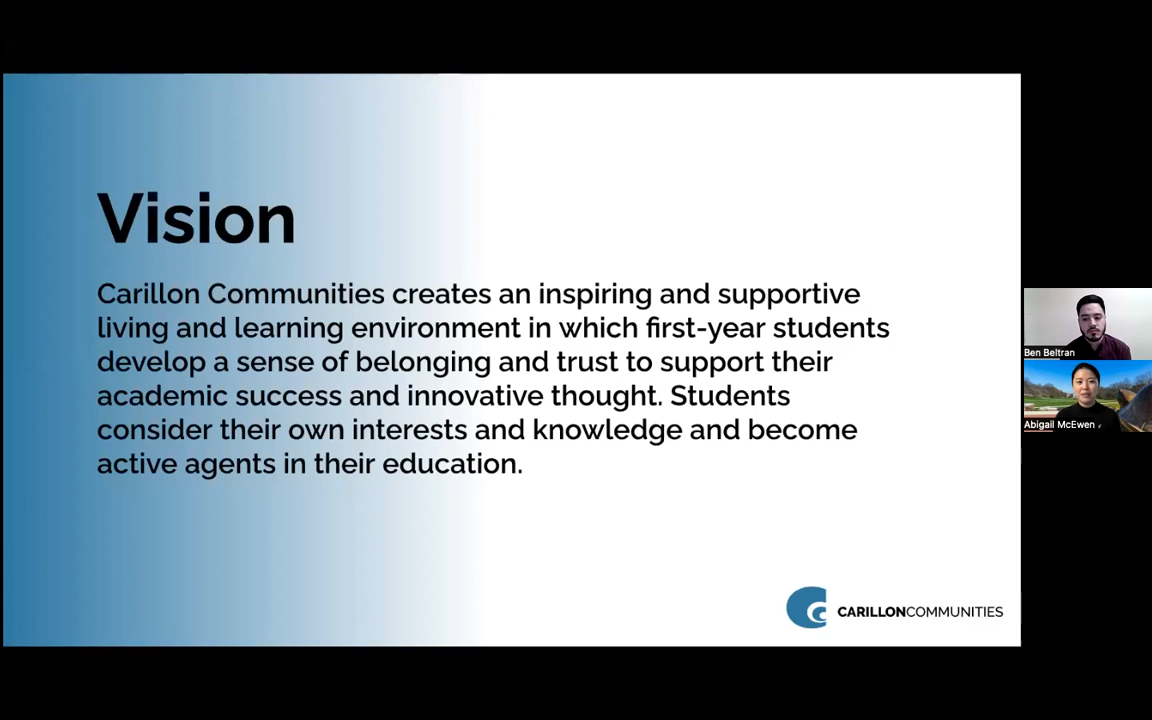 Vision
Carillon Communities creates an inspiring and supportive
living and learning environment in which first-year students
develop a sense of belonging and trust to support their
academic success and innovative thought. Students
consider their own interests and knowledge and become
active agents in their education.
CARILLONCOMMUNITIES
Ben Beltran
Abigail McEwen